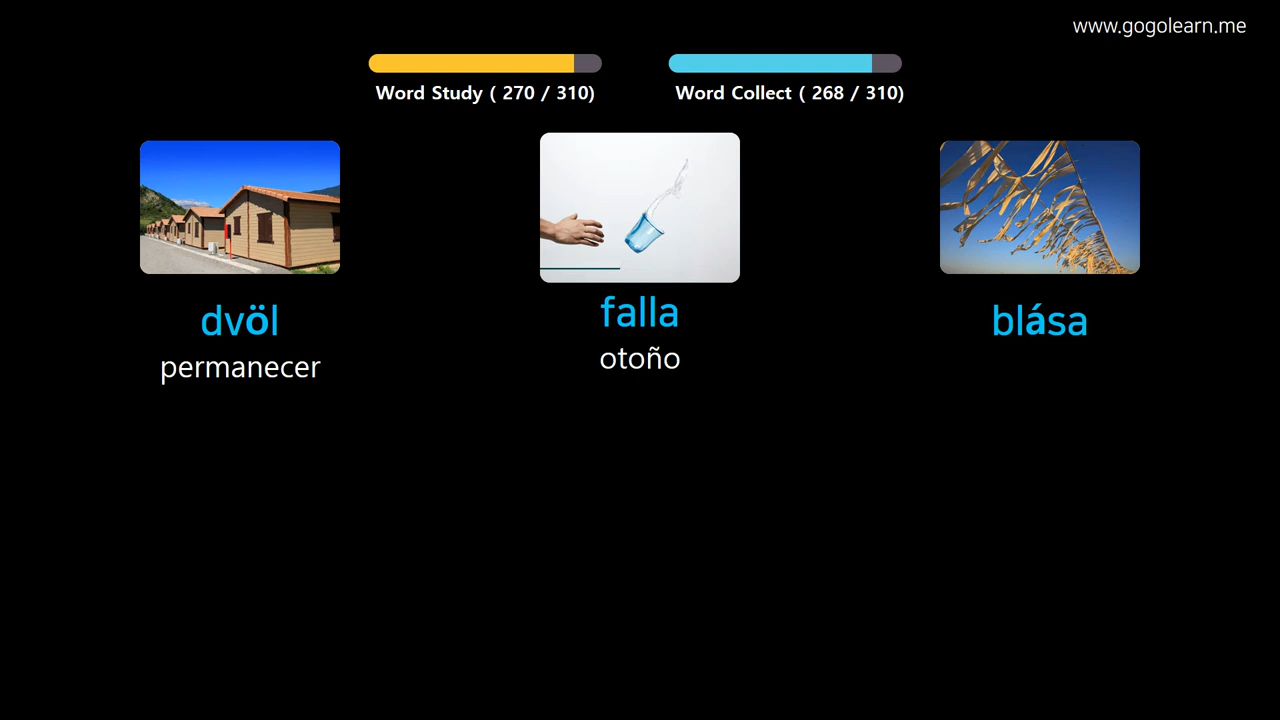 www.gogolearn.me
Word Study ( 270 / 310)
Word Collect ( 268 / 310)
dvöl
falla
blása
permanecer
otoño